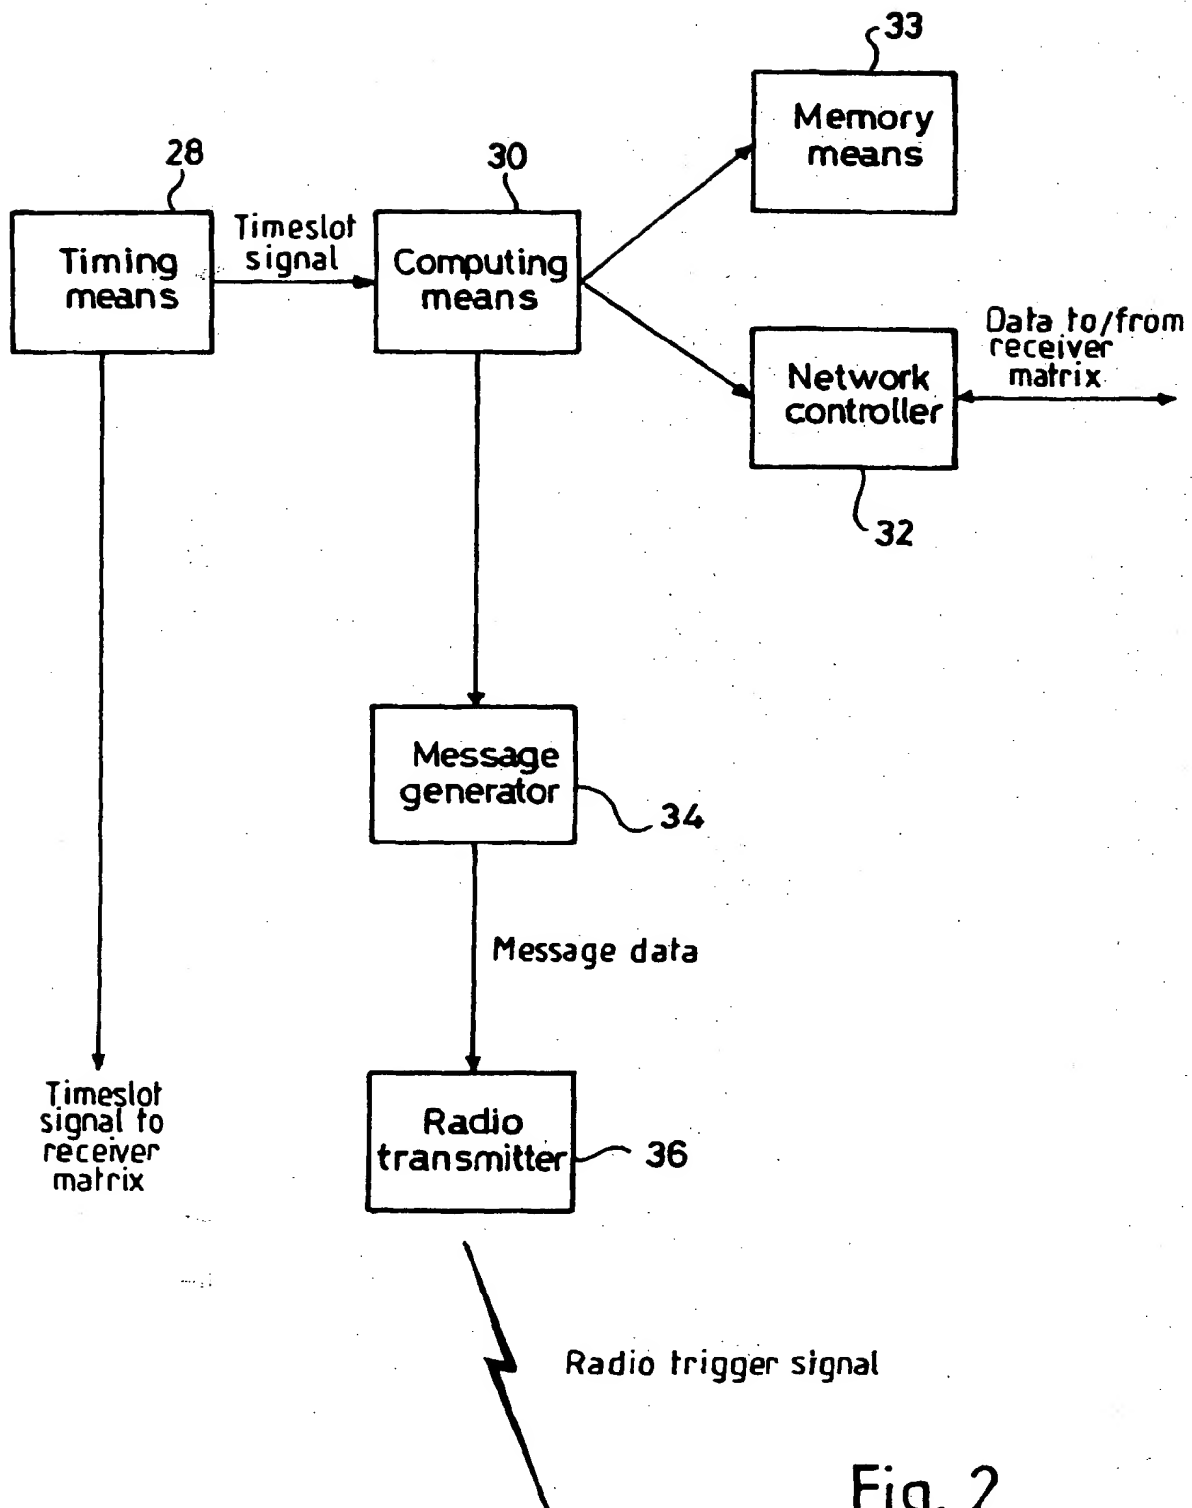 33
Memory
means
28
30
Timing
means
Timeslot
signal
Computing
means
Data to/from
receiver
matrix
Network
controller
32
Message
generator
34
Message data
Timeslot
signal to
receiver
matrix
Radio
transmitter
36
Radio trigger signal
Fig. 2